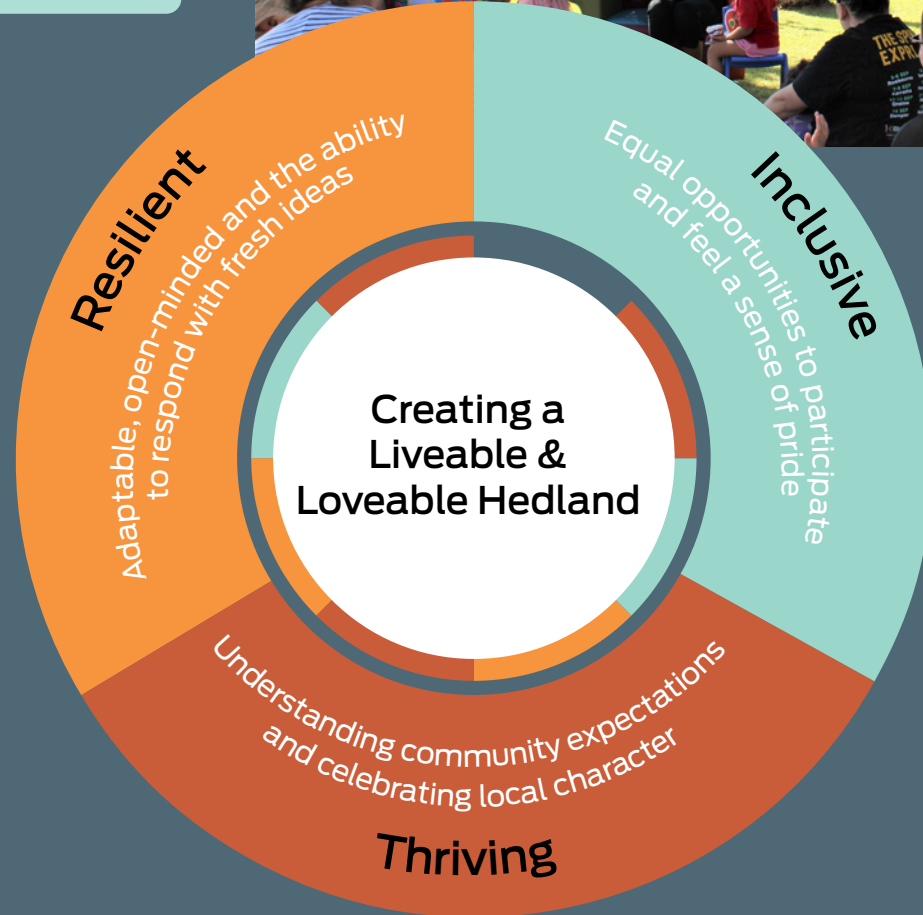 Resilient
Adaptable, open-minded and the ability
to respond with fresh ideas
Inclusive
Equal opportunities to participate
and feel a sense of pride
Creating a
Liveable &
Loveable Hedland
Understanding community expectations
and celebrating local character
Thriving